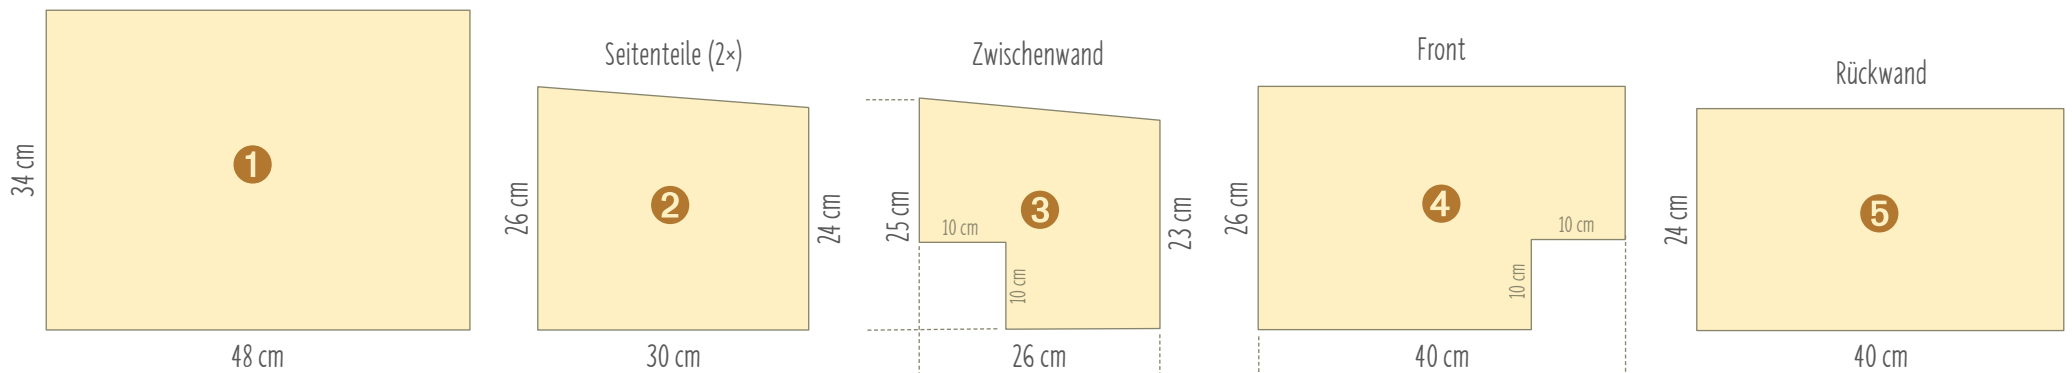 34 cm
1
48 cm
Seitenteile (2×)
26 cm
2
24 cm
30 cm
Zwischenwand
25 cm
10 cm
3
10 cm
23 cm
26 cm
Front
26 cm
4
10 cm
10 cm
40 cm
Rückwand
24 cm
5
40 cm